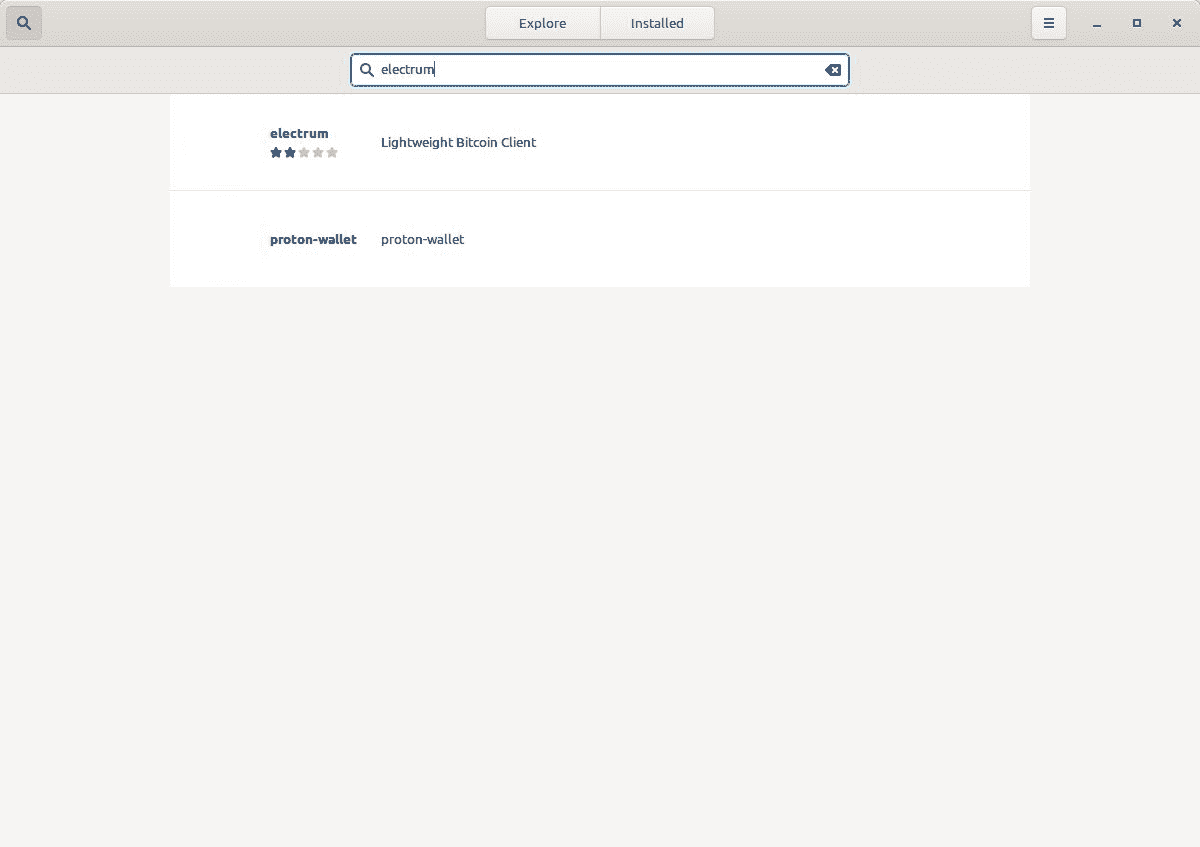 Explore Installed
electrum
electrum
Lightweight Bitcoin Client
proton-wallet proton-wallet